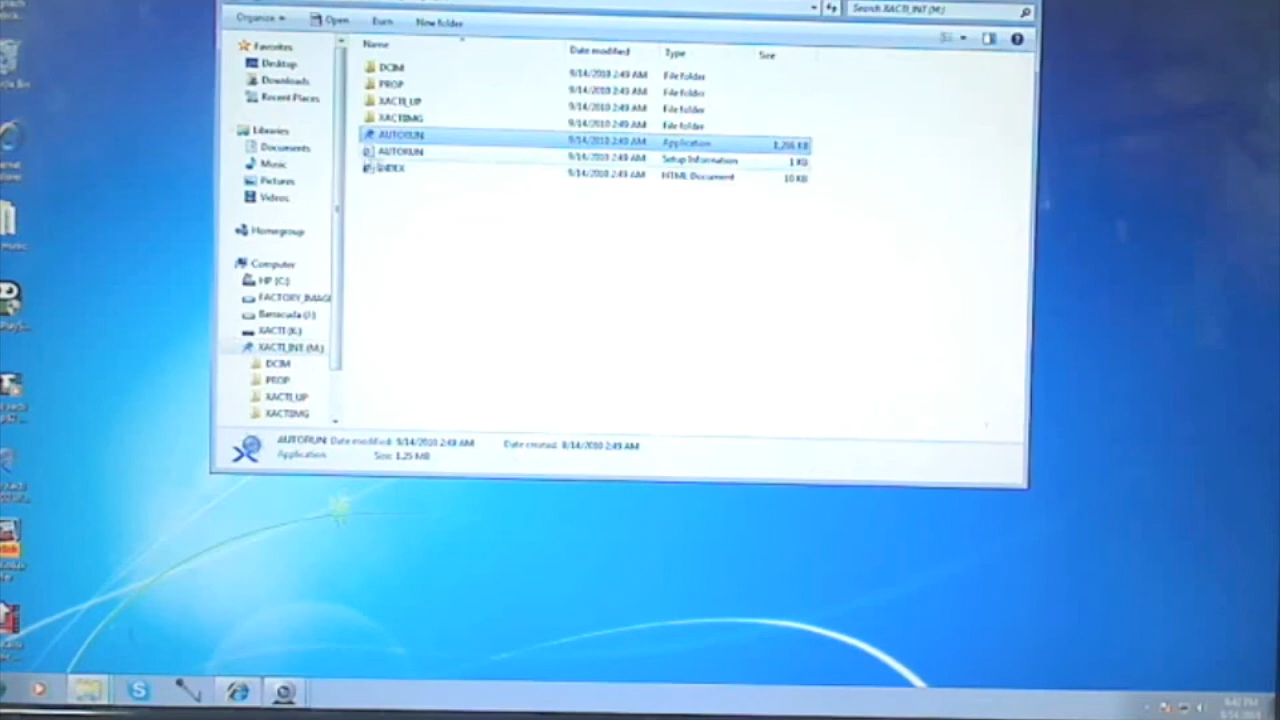 Search XACTI_INT (M:)
Organize Open Burn New folder
Name Date modified Type Size
DCIM 9/14/2010 2:49 AM File folder
PROP 9/14/2010 2:49 AM File folder
XACTI_UP 9/14/2010 2:49 AM File folder
XACTIIMG 9/14/2010 2:49 AM File folder
AUTORUN 9/14/2010 2:49 AM Application 1,286 KB
AUTORUN 9/14/2010 2:49 AM Setup Information 1 KB
INDEX 9/14/2010 2:49 AM HTML Document 10 KB
Favorites
Desktop
Downloads
Recent Places
Libraries
Documents
Music
Pictures
Videos
Homegroup
Computer
HP (C:)
FACTORY_IMAG
Barracuda (J:)
XACTI (K:)
XACTI_INT (M:)
DCIM
PROP
XACTI_UP
XACTIIMG
AUTORUN Date modified: 9/14/2010 2:49 AM Date created: 9/14/2010 2:49 AM
Application Size: 1.25 MB